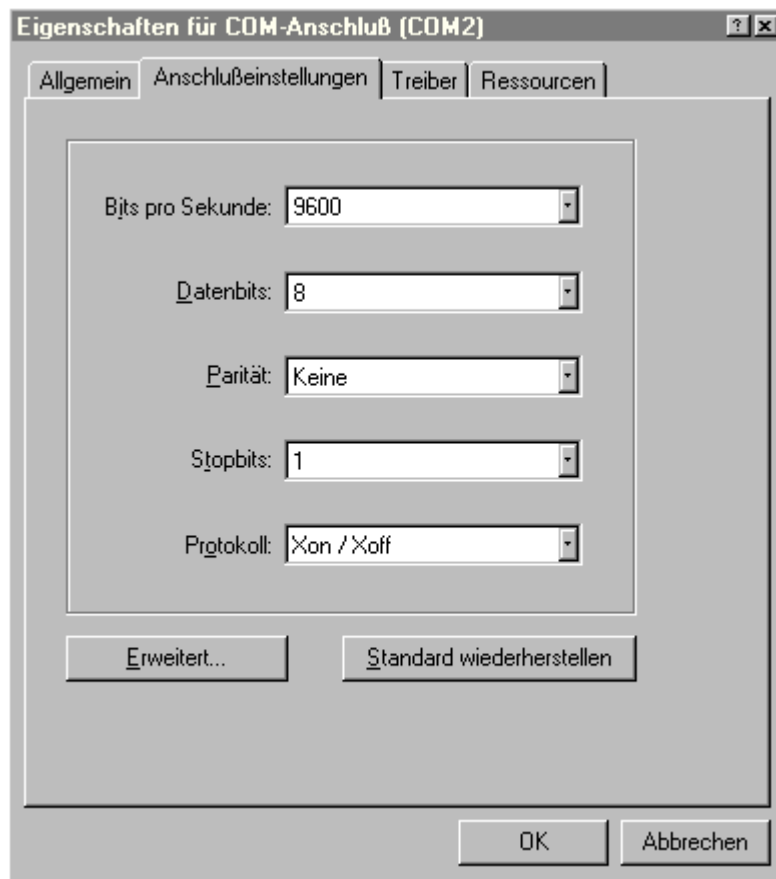 Eigenschaften für COM-Anschluß (COM2)
Allgemein Anschlußeinstellungen Treiber Ressourcen
Bits pro Sekunde: 9600
Datenbits: 8
Parität: Keine
Stopbits: 1
Protokoll: Xon / Xoff
Erweitert... Standard wiederherstellen
OK Abbrechen